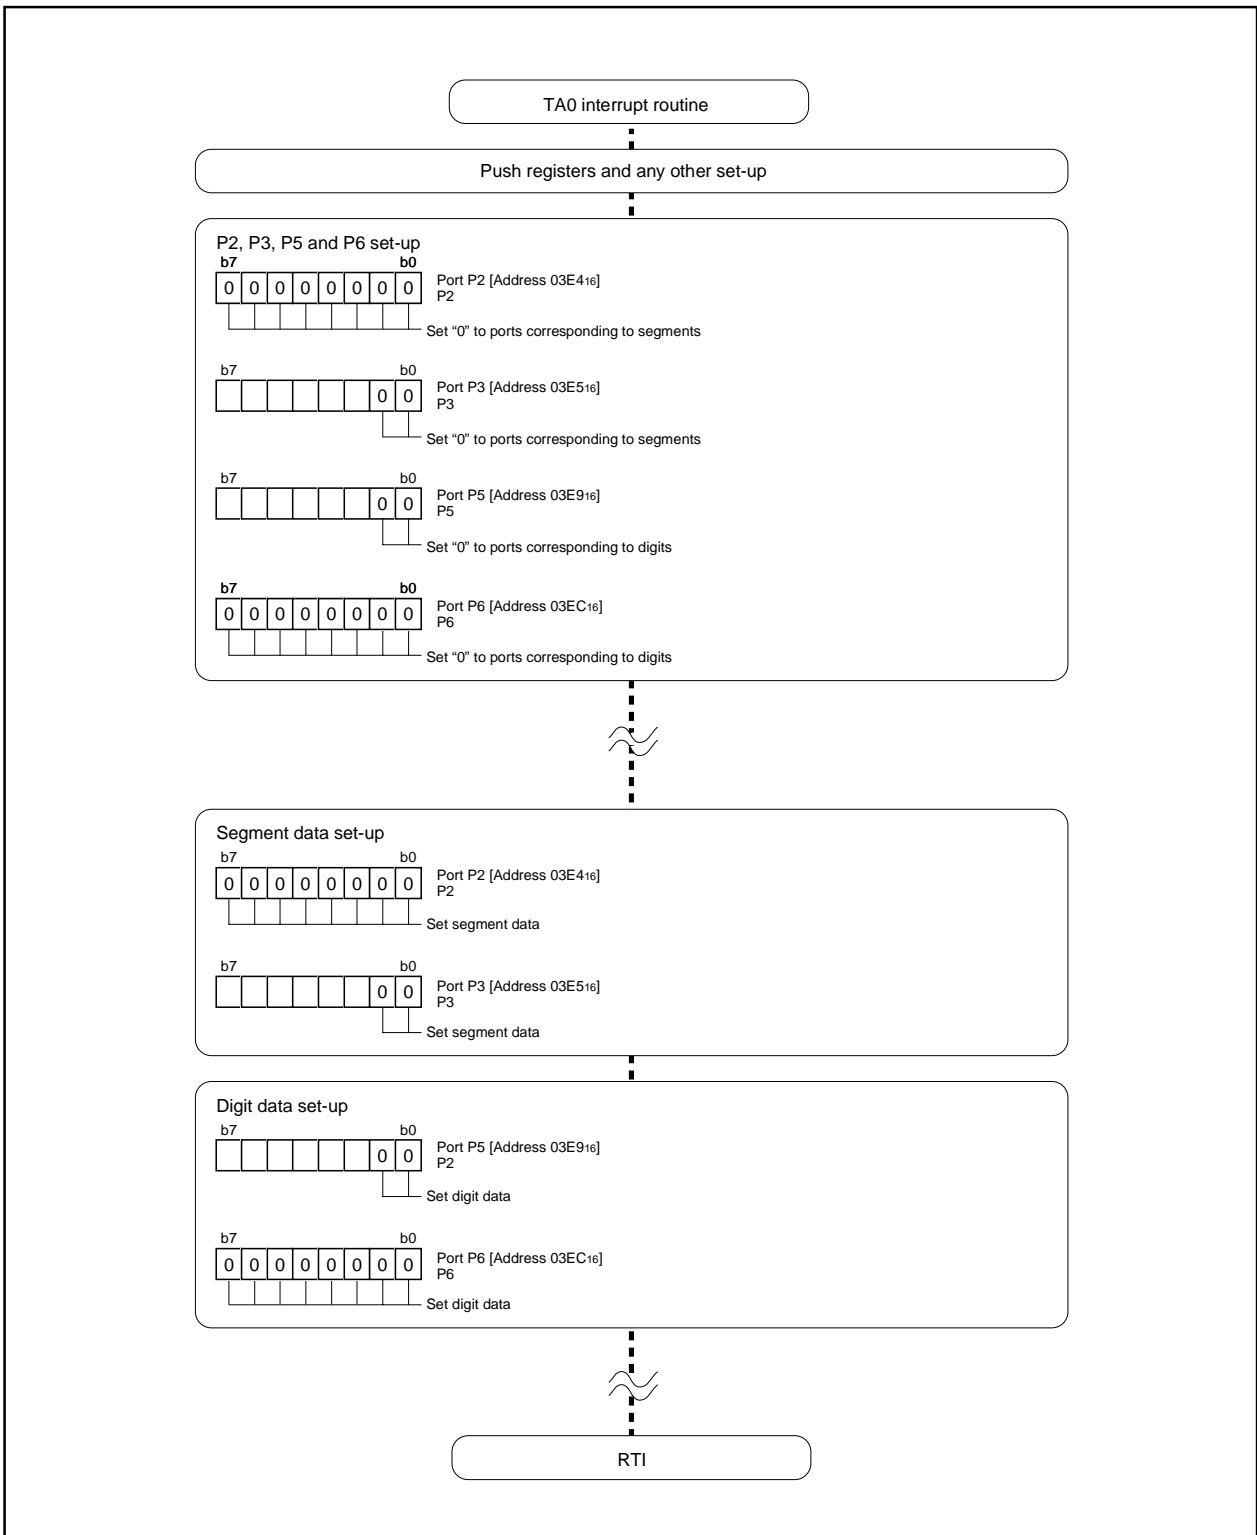 TA0 interrupt routine
Push registers and any other set-up
P2, P3, P5 and P6 set-up
b7 b0
0 0 0 0 0 0 0 0
Port P2 [Address 03E416]
P2
Set “0” to ports corresponding to segments
b7 b0
0 0
Port P3 [Address 03E516]
P3
Set “0” to ports corresponding to segments
b7 b0
0 0
Port P5 [Address 03E916]
P5
Set “0” to ports corresponding to digits
b7 b0
0 0 0 0 0 0 0 0
Port P6 [Address 03EC16]
P6
Set “0” to ports corresponding to digits
Segment data set-up
b7 b0
0 0 0 0 0 0 0 0
Port P2 [Address 03E416]
P2
Set segment data
b7 b0
0 0
Port P3 [Address 03E516]
P3
Set segment data
Digit data set-up
b7 b0
0 0
Port P5 [Address 03E916]
P2
Set digit data
b7 b0
0 0 0 0 0 0 0 0
Port P6 [Address 03EC16]
P6
Set digit data
RTI